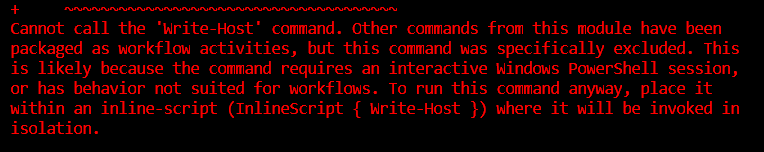 +     ~~~~~~~~~~~~~~~~~~~~~~~~~~~~~~~~~~~~~
Cannot call the 'Write-Host' command. Other commands from this module have been
packaged as workflow activities, but this command was specifically excluded. This
is likely because the command requires an interactive Windows PowerShell session,
or has behavior not suited for workflows. To run this command anyway, place it
within an inline-script (InlineScript { Write-Host }) where it will be invoked in
isolation.